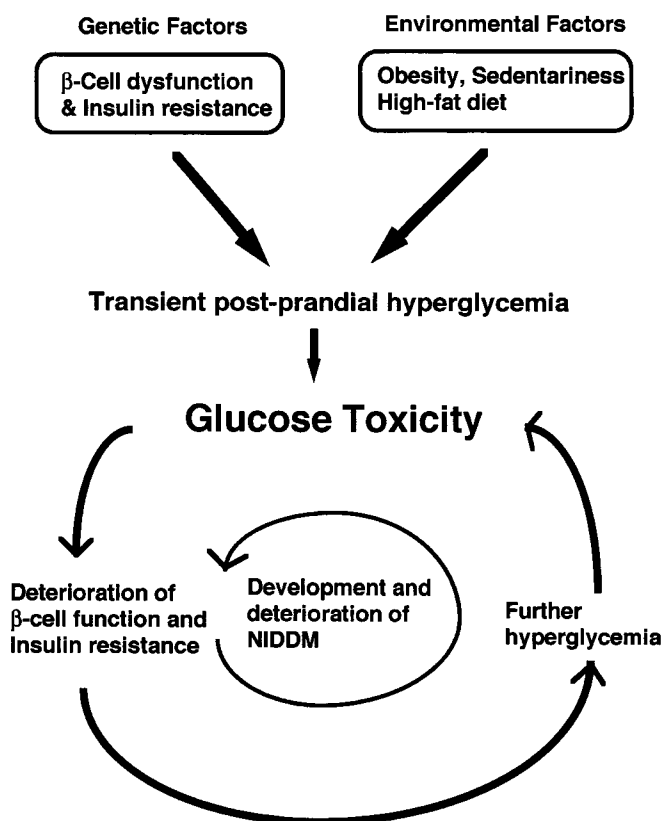 Genetic Factors
β-Cell dysfunction
& Insulin resistance
Environmental Factors
Obesity, Sedentariness
High-fat diet
Transient post-prandial hyperglycemia
Glucose Toxicity
Deterioration of
β-cell function and
Insulin resistance
Development and
deterioration of
NIDDM
Further
hyperglycemia